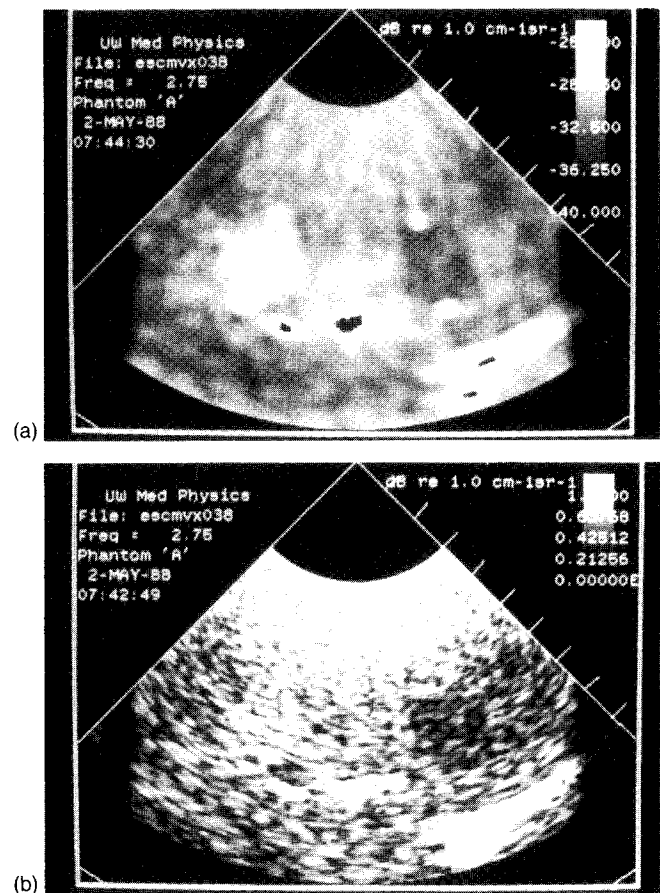 dB re 1.0 cm-1sr-1
UW Med Physics
File: escmvx038
Freq = 2.75
Phantom 'A'
2-MAY-88
07:44:30
-32.500
-36.250
-40.000
(a)
dB re 1.0 cm-1sr-1
UW Med Physics
File: escmvx038
Freq = 2.75
Phantom 'A'
2-MAY-88
07:42:49
0.42812
0.21256
0.00000E
(b)